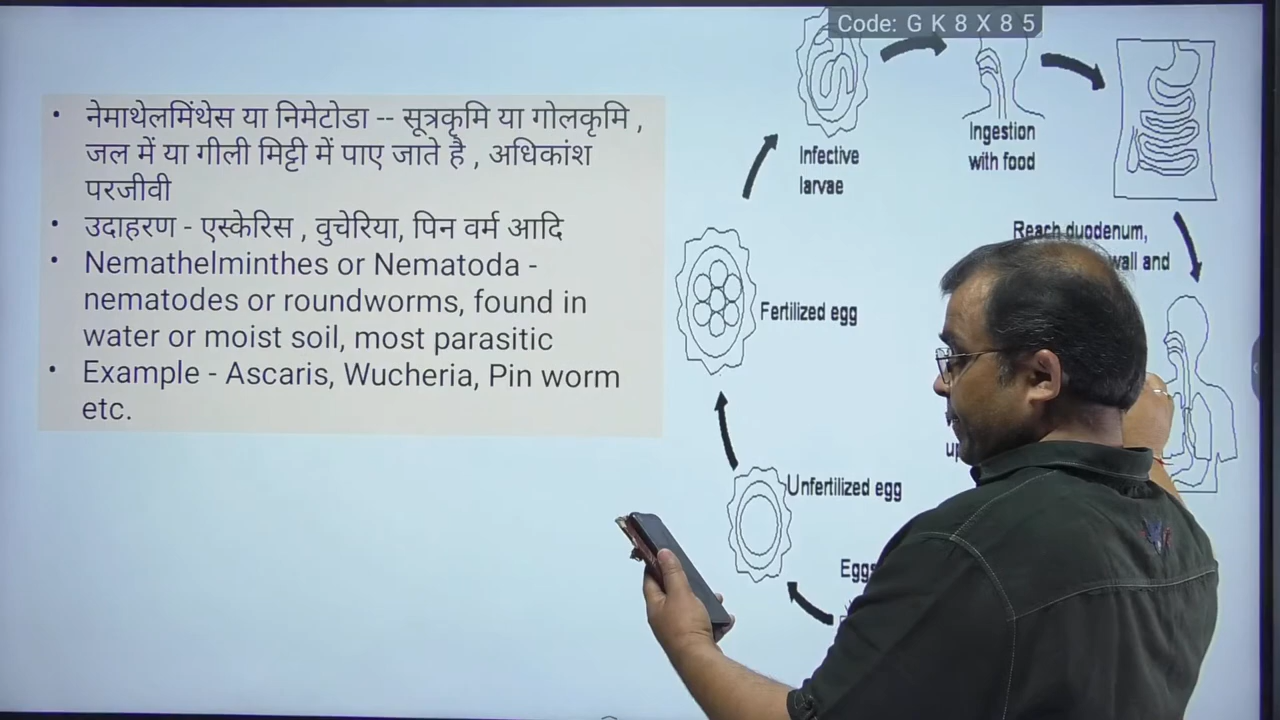 Code: G K 8 X 8 5
• नेमाथेलमिंथेस या निमेटोडा -- सूत्रकृमि या गोलकृमि ,
जल में या गीली मिट्टी में पाए जाते है , अधिकांश
परजीवी
• उदाहरण - एस्केरिस , वुचेरिया, पिन वर्म आदि
• Nemathelminthes or Nematoda -
nematodes or roundworms, found in
water or moist soil, most parasitic
• Example - Ascaris, Wucheria, Pin worm
etc.
Infective
larvae
Ingestion
with food
Reach duodenum,
wall and
Fertilized egg
Unfertilized egg
Eggs